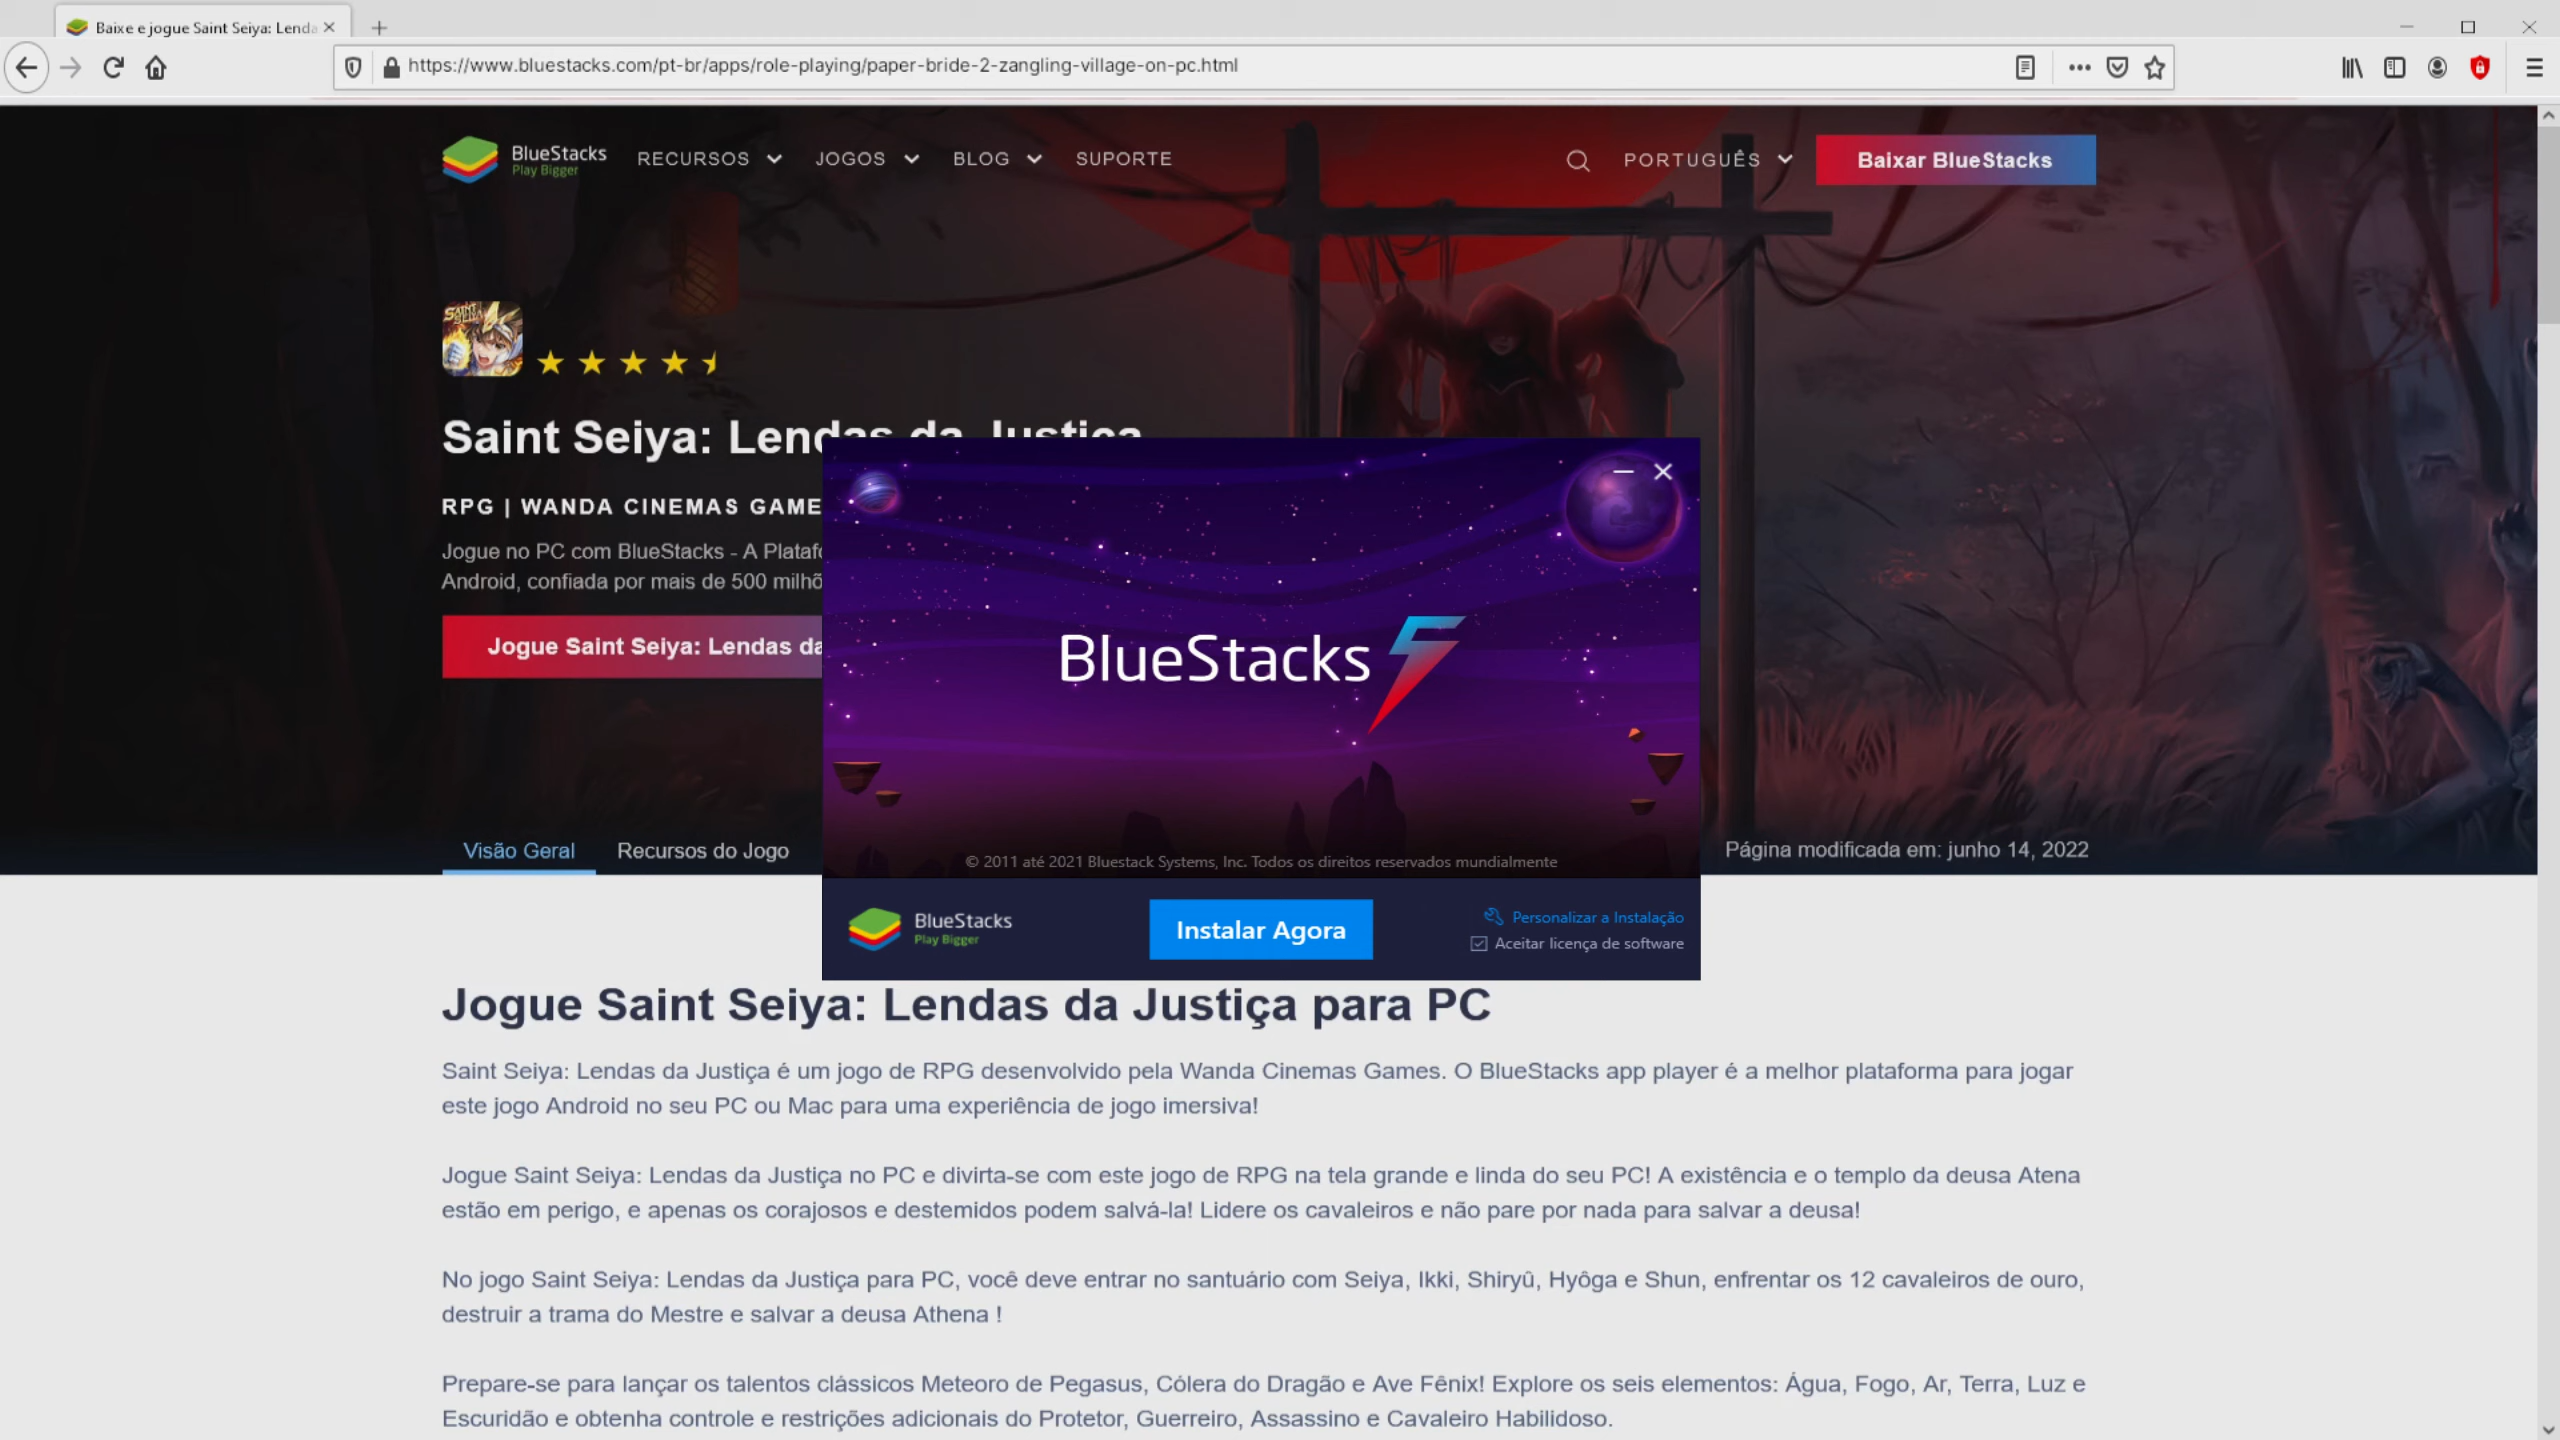 Baixe e jogue Saint Seiya: Lenda
https://www.bluestacks.com/pt-br/apps/role-playing/paper-bride-2-zangling-village-on-pc.html
BlueStacks
Play Bigger
RECURSOS
JOGOS
BLOG
SUPORTE
PORTUGUÊS
Baixar BlueStacks
SAINT SEIYA
Saint Seiya: Lendas da Justiça
RPG | WANDA CINEMAS GAME
Jogue no PC com BlueStacks - A Platafo
Android, confiada por mais de 500 milhõ
Jogue Saint Seiya: Lendas da
BlueStacks 5
© 2011 até 2021 Bluestack Systems, Inc. Todos os direitos reservados mundialmente
BlueStacks
Play Bigger
Instalar Agora
Personalizar a Instalação
Aceitar licença de software
Visão Geral
Recursos do Jogo
Página modificada em: junho 14, 2022
Jogue Saint Seiya: Lendas da Justiça para PC
Saint Seiya: Lendas da Justiça é um jogo de RPG desenvolvido pela Wanda Cinemas Games. O BlueStacks app player é a melhor plataforma para jogar
este jogo Android no seu PC ou Mac para uma experiência de jogo imersiva!
Jogue Saint Seiya: Lendas da Justiça no PC e divirta-se com este jogo de RPG na tela grande e linda do seu PC! A existência e o templo da deusa Atena
estão em perigo, e apenas os corajosos e destemidos podem salvá-la! Lidere os cavaleiros e não pare por nada para salvar a deusa!
No jogo Saint Seiya: Lendas da Justiça para PC, você deve entrar no santuário com Seiya, Ikki, Shiryû, Hyôga e Shun, enfrentar os 12 cavaleiros de ouro,
destruir a trama do Mestre e salvar a deusa Athena !
Prepare-se para lançar os talentos clássicos Meteoro de Pegasus, Cólera do Dragão e Ave Fênix! Explore os seis elementos: Água, Fogo, Ar, Terra, Luz e
Escuridão e obtenha controle e restrições adicionais do Protetor, Guerreiro, Assassino e Cavaleiro Habilidoso.